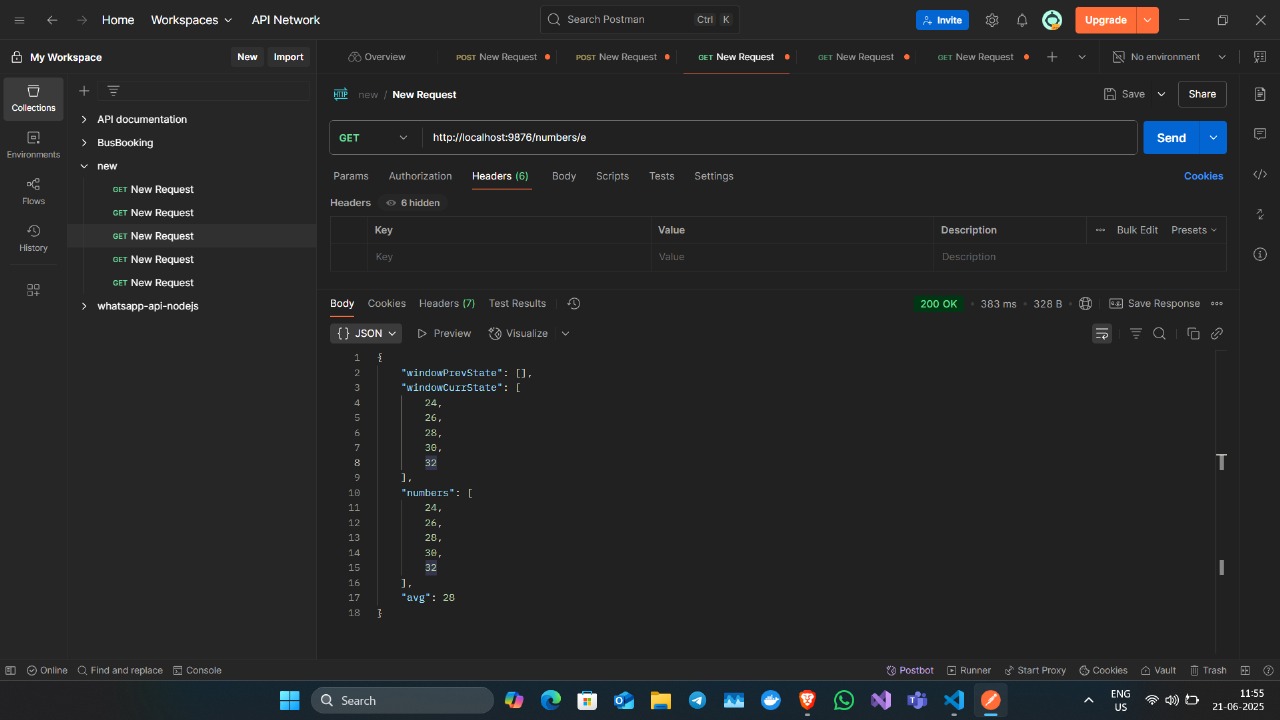 Home Workspaces API Network Search Postman Ctrl K Invite Upgrade
My Workspace New Import Overview POST New Request POST New Request GET New Request GET New Request GET New Request No environment
Collections
Environments
Flows
History
API documentation
BusBooking
new
GET New Request
GET New Request
GET New Request
GET New Request
GET New Request
whatsapp-api-nodejs
HTTP new / New Request Save Share
GET http://localhost:9876/numbers/e Send
Params Authorization Headers (6) Body Scripts Tests Settings Cookies
Headers 6 hidden
Key Value Description Bulk Edit Presets
Key Value Description
Body Cookies Headers (7) Test Results 200 OK 383 ms 328 B Save Response
{ } JSON Preview Visualize
1 {
2 "windowPrevState": [],
3 "windowCurrState": [
4 24,
5 26,
6 28,
7 30,
8 32
9 ],
10 "numbers": [
11 24,
12 26,
13 28,
14 30,
15 32
16 ],
17 "avg": 28
18 }
Online Find and replace Console Postbot Runner Start Proxy Cookies Vault Trash
Search ENG US 11:55 21-06-2025